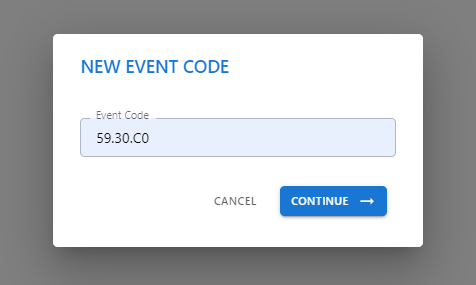 NEW EVENT CODE
Event Code
59.30.C0
CANCEL
CONTINUE →